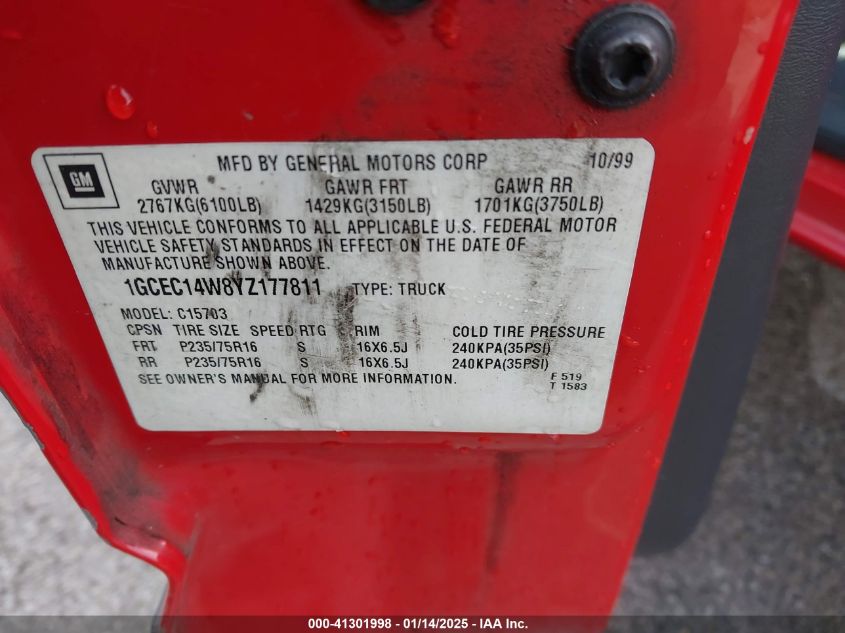 MFD BY GENERAL MOTORS CORP 10/99
GM
GVWR GAWR FRT GAWR RR
2767KG(6100LB) 1429KG(3150LB) 1701KG(3750LB)
THIS VEHICLE CONFORMS TO ALL APPLICABLE U.S. FEDERAL MOTOR
VEHICLE SAFETY STANDARDS IN EFFECT ON THE DATE OF
MANUFACTURE SHOWN ABOVE.
1GCEC14W8YZ177811 TYPE: TRUCK
MODEL: C15703
CPSN TIRE SIZE SPEED RTG RIM COLD TIRE PRESSURE
FRT P235/75R16 S 16X6.5J 240KPA(35PSI)
RR P235/75R16 S 16X6.5J 240KPA(35PSI)
SEE OWNER'S MANUAL FOR MORE INFORMATION.
F 519
T 1583
000-41301998 - 01/14/2025 - IAA Inc.